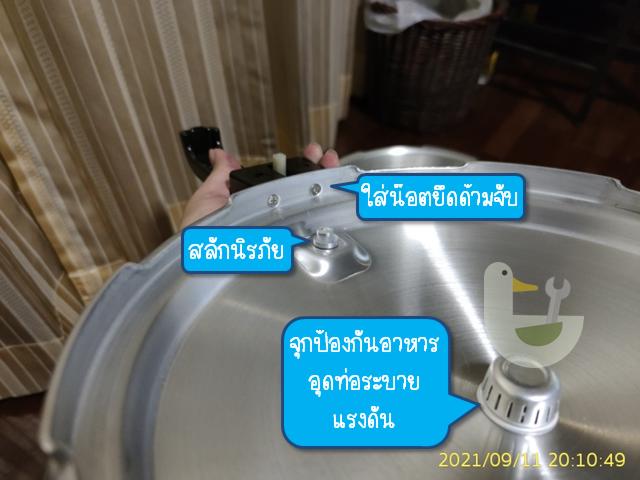 ใส่น๊อตยึดด้ามจับ
สลักนิรภัย
จุกป้องกันอาหาร
อุดท่อระบาย
แรงดัน
2021/09/11 20:10:49